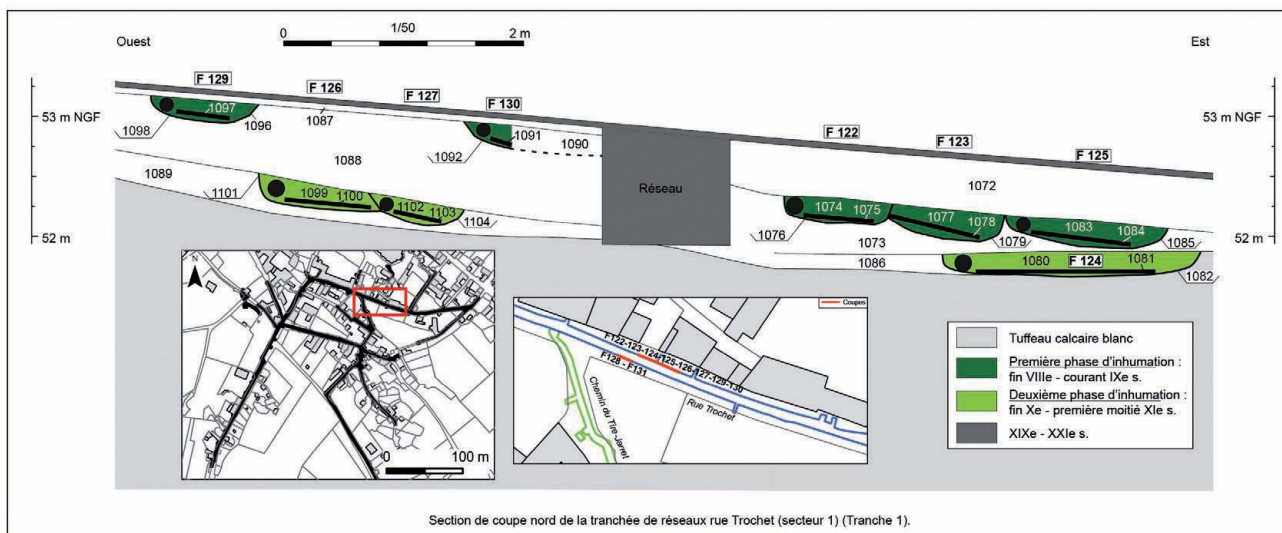 Ouest
1/50
0
2 m
Est
F 129
F 126
F 127
F 130
F 122
F 123
F 125
53 m NGF
53 m NGF
52 m
52 m
1098
1097
1096
1087
1092
1091
1090
1088
1089
1101
1099
1100
1102
1103
1104
Réseau
1072
1076
1074
1075
1077
1078
1079
1083
1084
1085
1073
1086
1080
F 124
1081
1082
N
0
100 m
Coupes
F122-123-124/125-126-127-129-130
F128 - F131
Rue Trochet
Chemin du Tire-Jarret
Tuffeau calcaire blanc
Première phase d'inhumation :
fin VIIIe - courant IXe s.
Deuxième phase d'inhumation :
fin Xe - première moitié XIe s.
XIXe - XXIe s.
Section de coupe nord de la tranchée de réseaux rue Trochet (secteur 1) (Tranche 1).